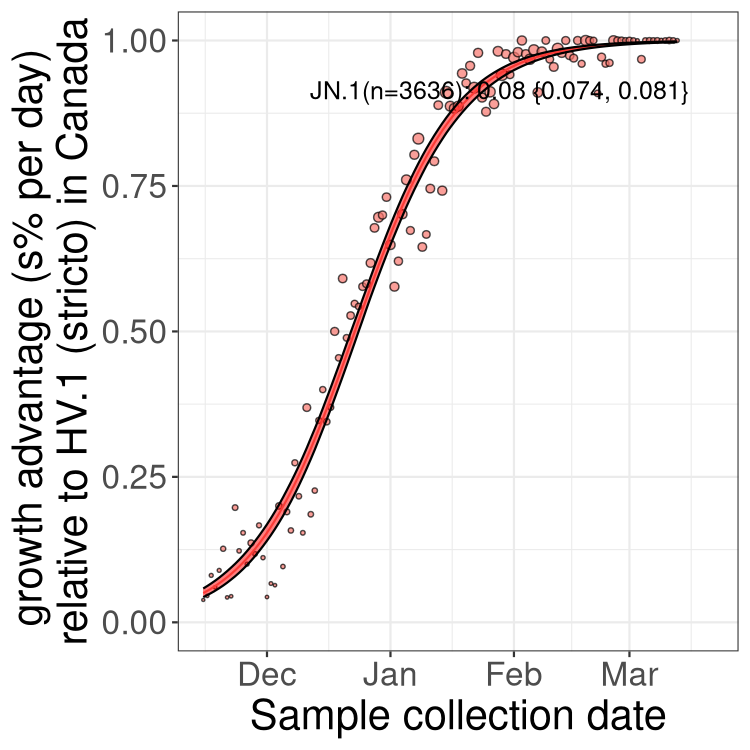 growth advantage (s% per day)
relative to HV.1 (stricto) in Canada
1.00
0.75
0.50
0.25
0.00
JN.1(n=3636): 0.08 {0.074, 0.081}
Dec Jan Feb Mar
Sample collection date